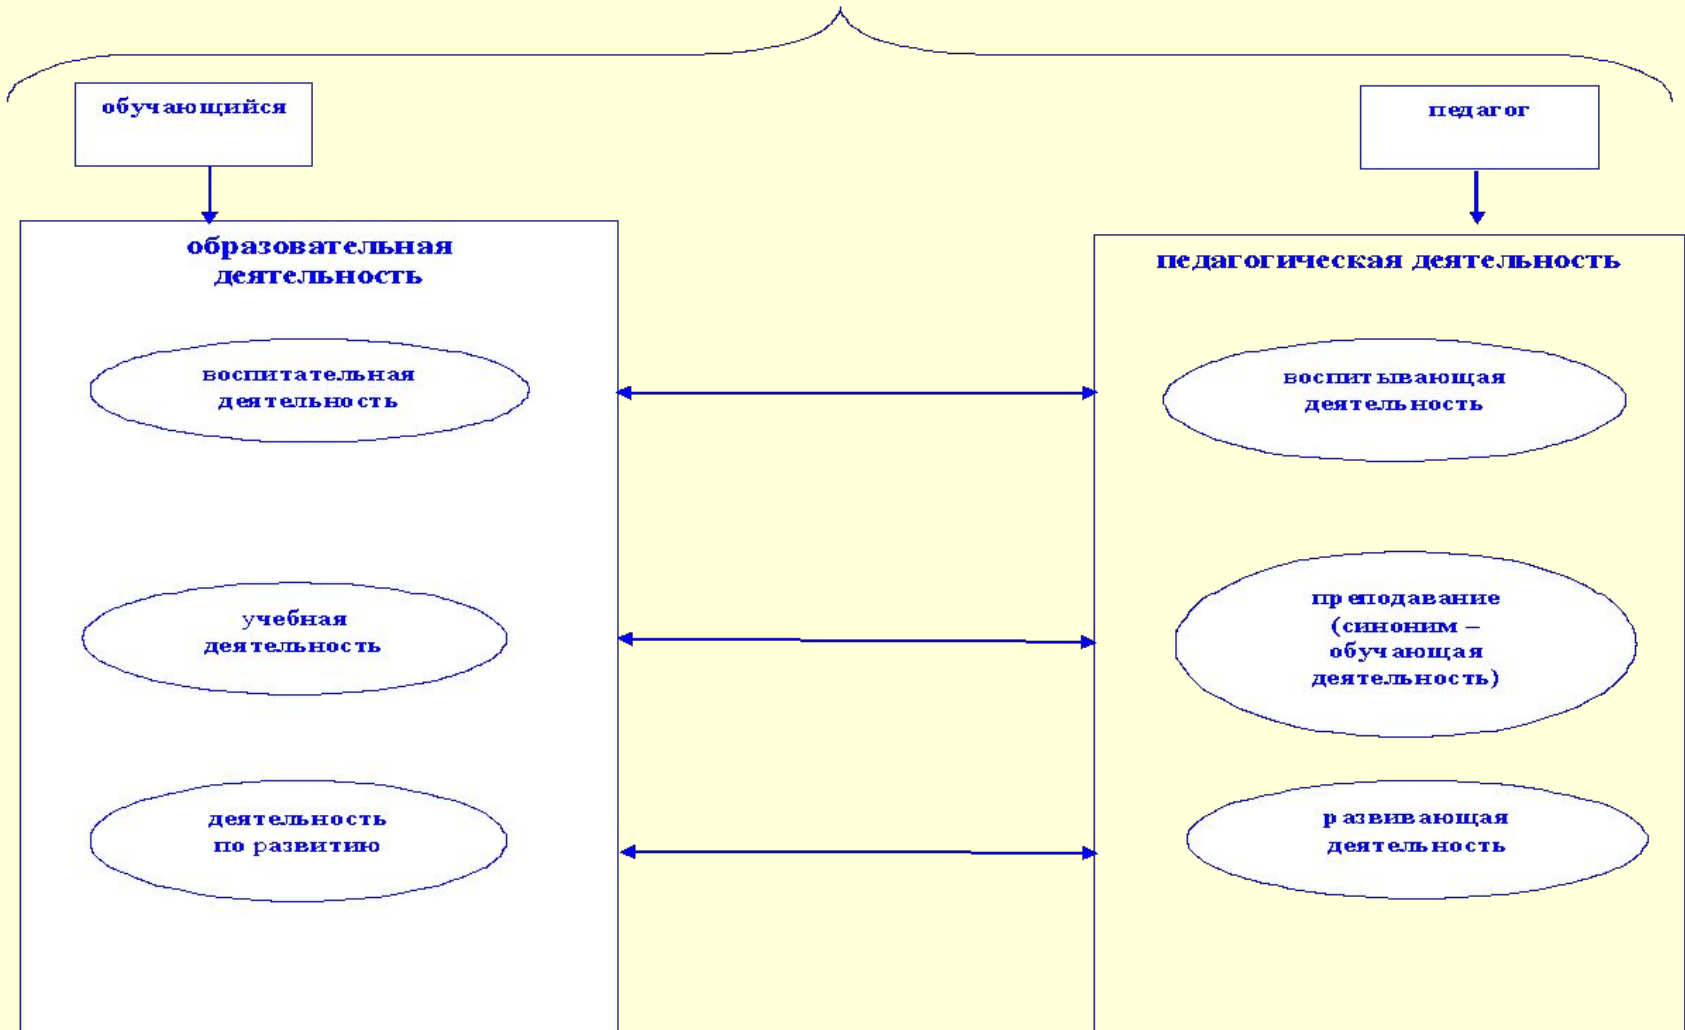 обучающийся
педагог
образовательная
деятельность
воспитательная
деятельность
учебная
деятельность
деятельность
по развитию
педагогическая деятельность
воспитывающая
деятельность
преподавание
(синоним –
обучающая
деятельность)
развивающая
деятельность